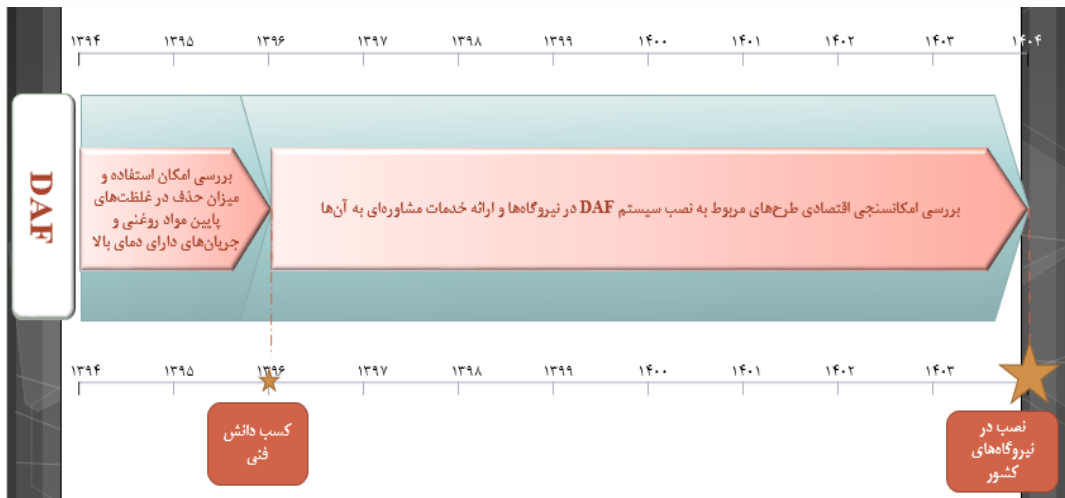 ۱۳۹۴ ۱۳۹۵ ۱۳۹۶ ۱۳۹۷ ۱۳۹۸ ۱۳۹۹ ۱۴۰۰ ۱۴۰۱ ۱۴۰۲ ۱۴۰۳ ۱۴۰۴
DAF
بررسی امکان استفاده و
میزان حذف در غلظت‌های
پایین مواد روغنی و
جریان‌های دارای دمای بالا
بررسی امکانسنجی اقتصادی طرح‌های مربوط به نصب سیستم DAF در نیروگاه‌ها و ارائه خدمات مشاوره‌ای به آن‌ها
۱۳۹۴ ۱۳۹۵ ۱۳۹۶ ۱۳۹۷ ۱۳۹۸ ۱۳۹۹ ۱۴۰۰ ۱۴۰۱ ۱۴۰۲ ۱۴۰۳
کسب دانش
فنی
نصب در
نیروگاه‌های
کشور